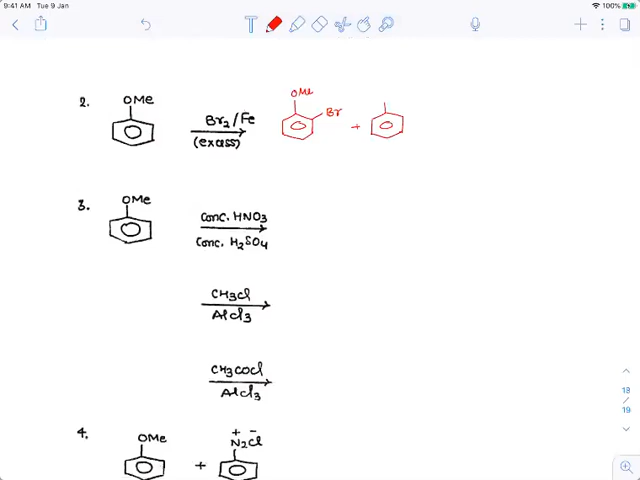 9:41 AM Tue 9 Jan
100%
2.
OMe
Br2/Fe
(exass)
OMe
Br
+
3.
OMe
Conc. HNO3
Conc. H2SO4
CH3Cl
AlCl3
CH3COCl
AlCl3
4.
OMe
+
+ -
N2Cl
18
/
19